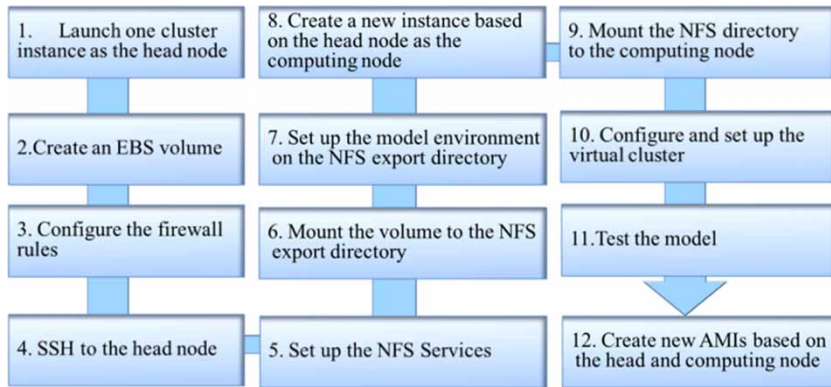 1. Launch one cluster
instance as the head node
2.Create an EBS volume
3. Configure the firewall
rules
4. SSH to the head node
5. Set up the NFS Services
6. Mount the volume to the NFS
export directory
7. Set up the model environment
on the NFS export directory
8. Create a new instance based
on the head node as the
computing node
9. Mount the NFS directory
to the computing node
10. Configure and set up the
virtual cluster
11.Test the model
12. Create new AMIs based on
the head and computing node